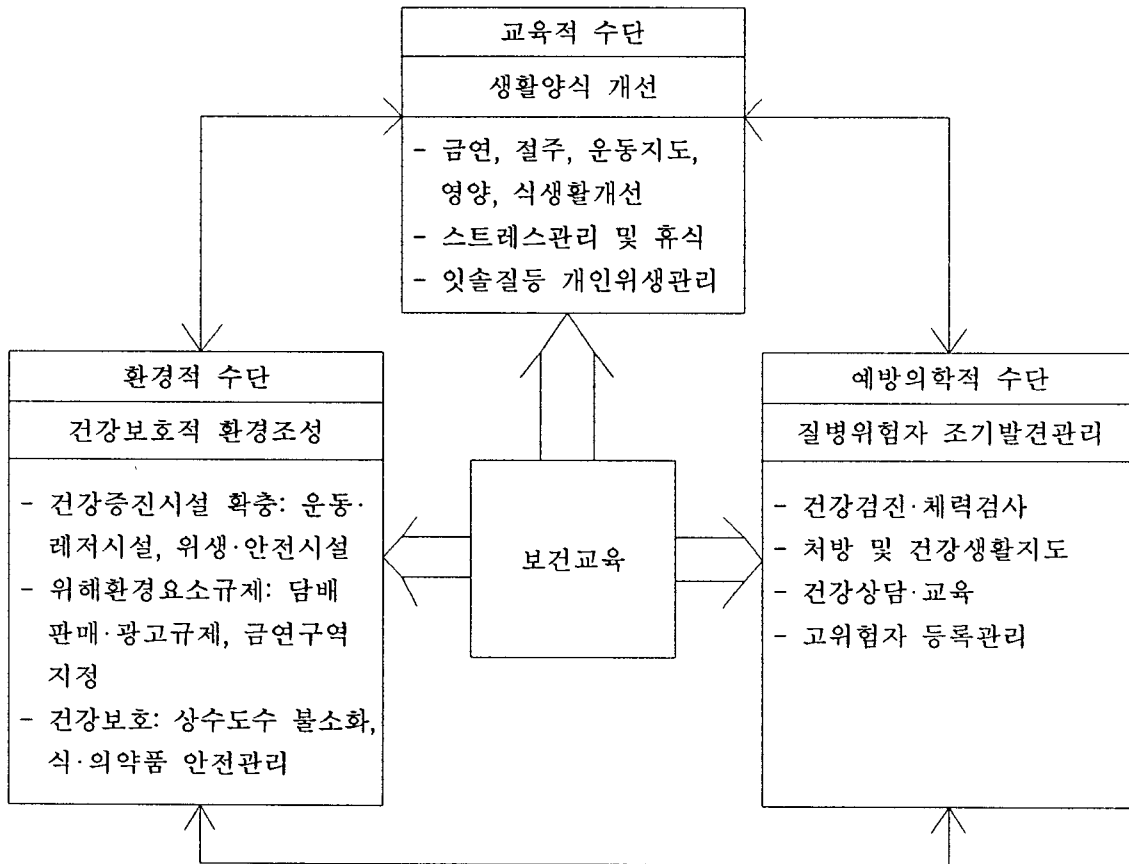 교육적 수단
생활양식 개선
- 금연, 절주, 운동지도,
영양, 식생활개선
- 스트레스관리 및 휴식
- 잇솔질등 개인위생관리
환경적 수단
건강보호적 환경조성
- 건강증진시설 확충: 운동·
레저시설, 위생·안전시설
- 위해환경요소규제: 담배
판매·광고규제, 금연구역
지정
- 건강보호: 상수도수 불소화,
식·의약품 안전관리
보건교육
예방의학적 수단
질병위험자 조기발견관리
- 건강검진·체력검사
- 처방 및 건강생활지도
- 건강상담·교육
- 고위험자 등록관리